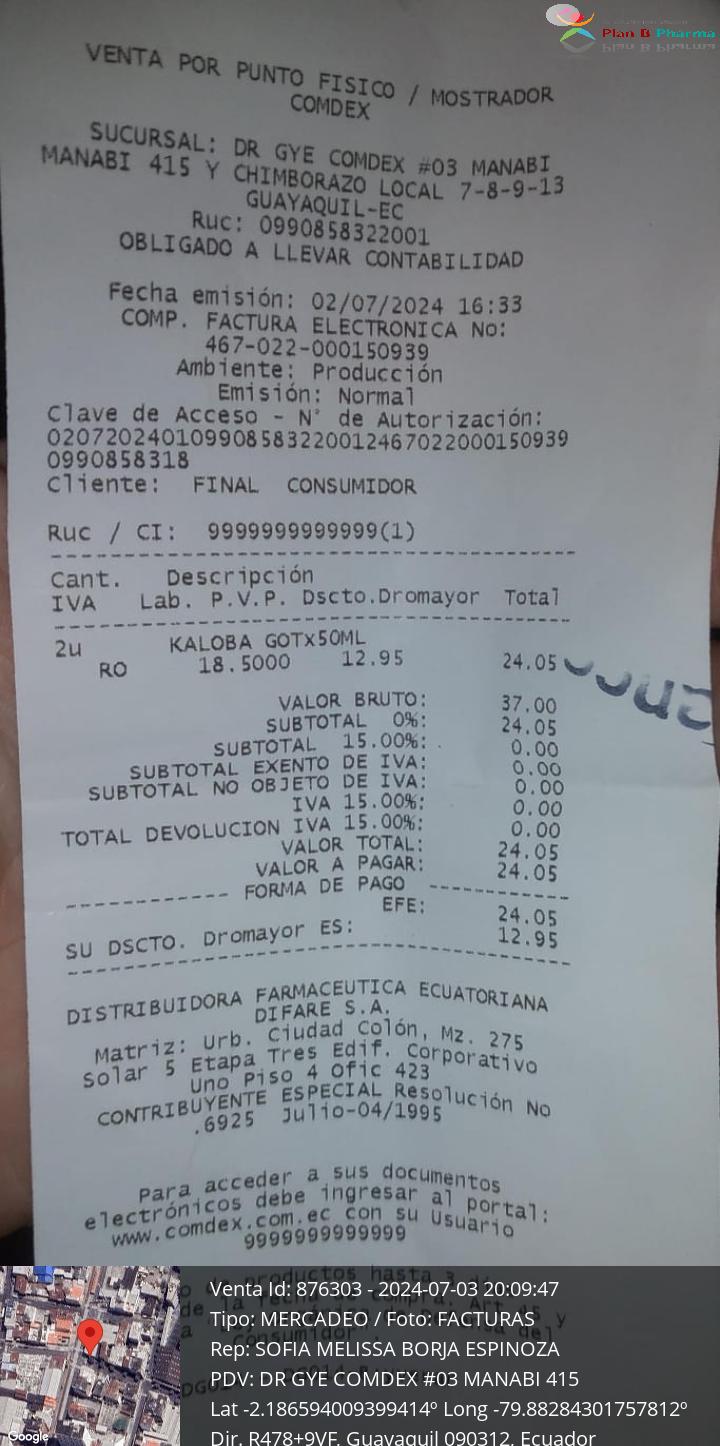 Plan B Pharma
VENTA POR PUNTO FISICO / MOSTRADOR
COMDEX
SUCURSAL: DR GYE COMDEX #03 MANABI
MANABI 415 Y CHIMBORAZO LOCAL 7-8-9-13
GUAYAQUIL-EC
Ruc: 0990858322001
OBLIGADO A LLEVAR CONTABILIDAD
Fecha emisión: 02/07/2024 16:33
COMP. FACTURA ELECTRONICA No:
467-022-000150939
Ambiente: Producción
Emisión: Normal
Clave de Acceso - N° de Autorización:
020720240109908583220012467022000150939
0990858318
Cliente: FINAL CONSUMIDOR
Ruc / CI: 9999999999999(1)
Cant. Descripción
IVA Lab. P.V.P. Dscto.Dromayor Total
2u KALOBA GOTx50ML
RO 18.5000 12.95 24.05
VALOR BRUTO: 37.00
SUBTOTAL 0%: 24.05
SUBTOTAL 15.00%: 0.00
SUBTOTAL EXENTO DE IVA: 0.00
SUBTOTAL NO OBJETO DE IVA: 0.00
IVA 15.00%: 0.00
TOTAL DEVOLUCION IVA 15.00%: 0.00
VALOR TOTAL: 24.05
VALOR A PAGAR: 24.05
----------- FORMA DE PAGO -----------
EFE: 24.05
SU DSCTO. Dromayor ES: 12.95
DISTRIBUIDORA FARMACEUTICA ECUATORIANA
DIFARE S.A.
Matriz: Urb. Ciudad Colón, Mz. 275
Solar 5 Etapa Tres Edif. Corporativo
Uno Piso 4 Ofic 423
CONTRIBUYENTE ESPECIAL Resolución No
.6925 Julio-04/1995
Para acceder a sus documentos
electrónicos debe ingresar al portal:
www.comdex.com.ec con su Usuario
9999999999999
Venta Id: 876303 - 2024-07-03 20:09:47
Tipo: MERCADEO / Foto: FACTURAS
Rep: SOFIA MELISSA BORJA ESPINOZA
PDV: DR GYE COMDEX #03 MANABI 415
Lat -2.186594009399414º Long -79.88284301757812º
Dir. R478+9VF, Guayaquil 090312, Ecuador
Google